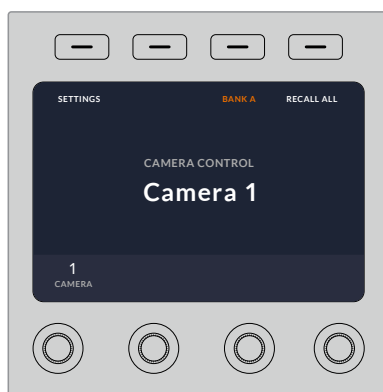 SETTINGS BANK A RECALL ALL
CAMERA CONTROL
Camera 1
1
CAMERA